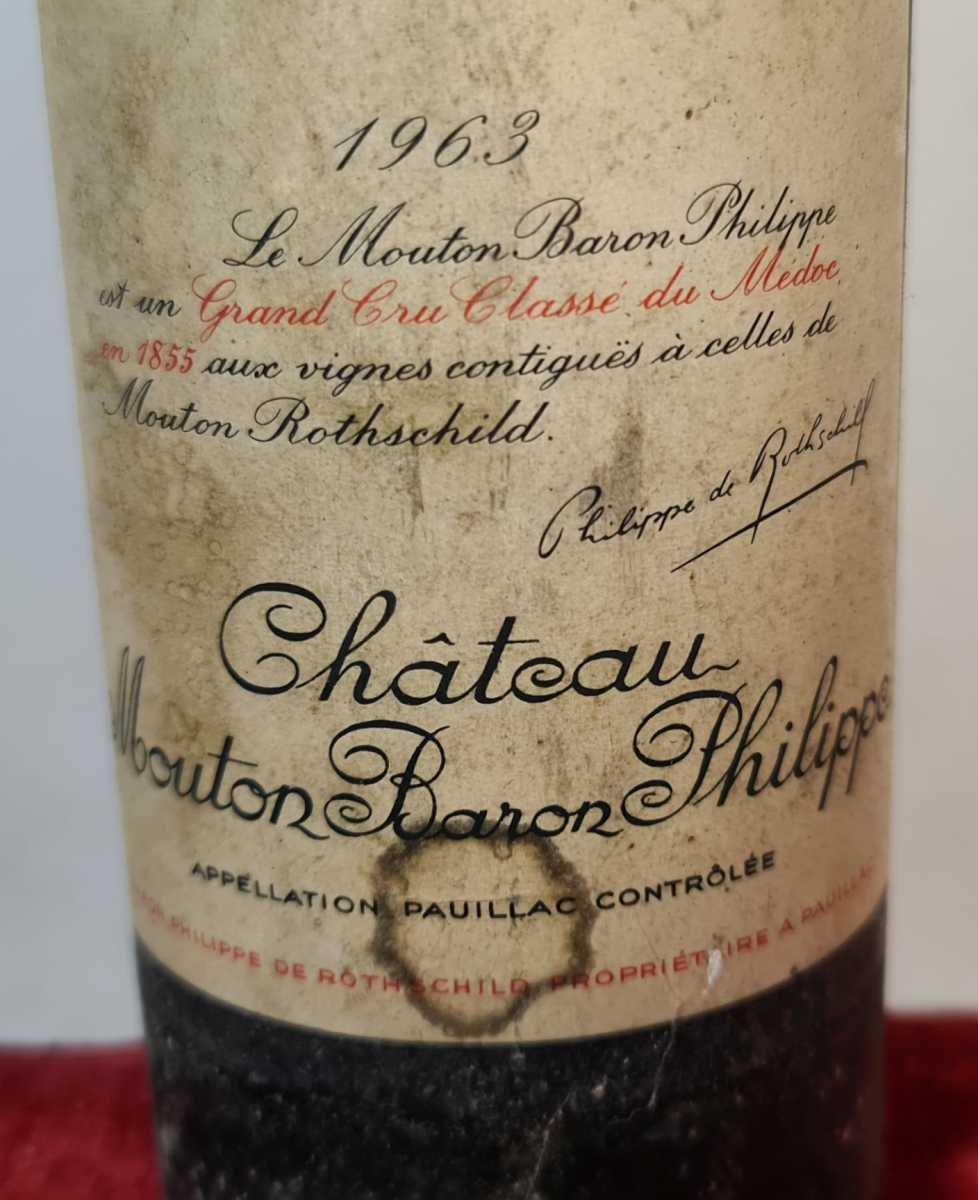 1963
Le Mouton Baron Philippe
est un Grand Cru Classé du Médoc
en 1855 aux vignes contiguës à celles de
Mouton Rothschild.
Philippe de Rothschild
Château
Mouton Baron Philippe
APPELLATION PAUILLAC CONTRÔLÉE
PHILIPPE DE ROTHSCHILD PROPRIÉTAIRE A PAUILLAC